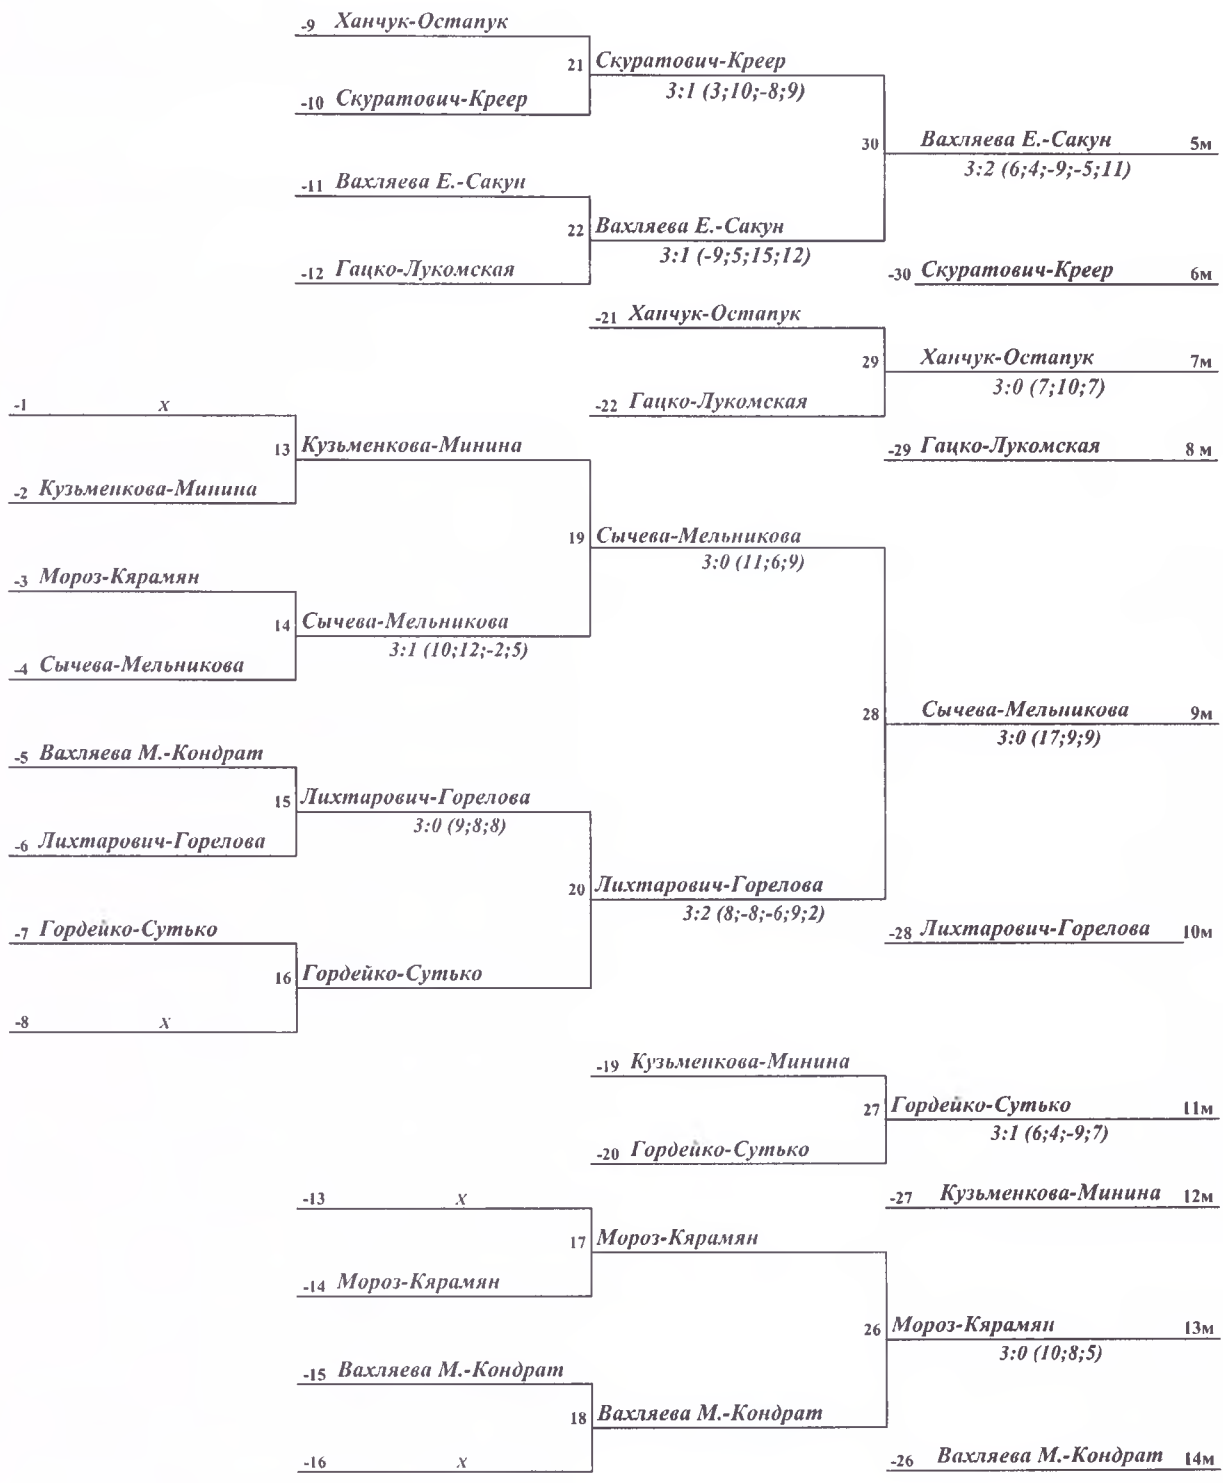 -9 Ханчук-Остапук
21 Скуратович-Креер
3:1 (3;10;-8;9)
-10 Скуратович-Креер
30 Вахляева Е.-Сакун 5м
3:2 (6;4;-9;-5;11)
-11 Вахляева Е.-Сакун
22 Вахляева Е.-Сакун
3:1 (-9;5;15;12)
-12 Гацко-Лукомская
-30 Скуратович-Креер 6м
-21 Ханчук-Остапук
29 Ханчук-Остапук 7м
3:0 (7;10;7)
-22 Гацко-Лукомская
-1 х
13 Кузьменкова-Минина
-29 Гацко-Лукомская 8 м
-2 Кузьменкова-Минина
19 Сычева-Мельникова
3:0 (11;6;9)
-3 Мороз-Кярамян
14 Сычева-Мельникова
3:1 (10;12;-2;5)
-4 Сычева-Мельникова
28 Сычева-Мельникова 9м
3:0 (17;9;9)
-5 Вахляева М.-Кондрат
15 Лихтарович-Горелова
3:0 (9;8;8)
-6 Лихтарович-Горелова
20 Лихтарович-Горелова
3:2 (8;-8;-6;9;2)
-7 Гордейко-Сутько
-28 Лихтарович-Горелова 10м
16 Гордейко-Сутько
-8 х
-19 Кузьменкова-Минина
27 Гордейко-Сутько 11м
3:1 (6;4;-9;7)
-20 Гордейко-Сутько
-13 х
-27 Кузьменкова-Минина 12м
17 Мороз-Кярамян
-14 Мороз-Кярамян
26 Мороз-Кярамян 13м
3:0 (10;8;5)
-15 Вахляева М.-Кондрат
18 Вахляева М.-Кондрат
-16 х
-26 Вахляева М.-Кондрат 14м